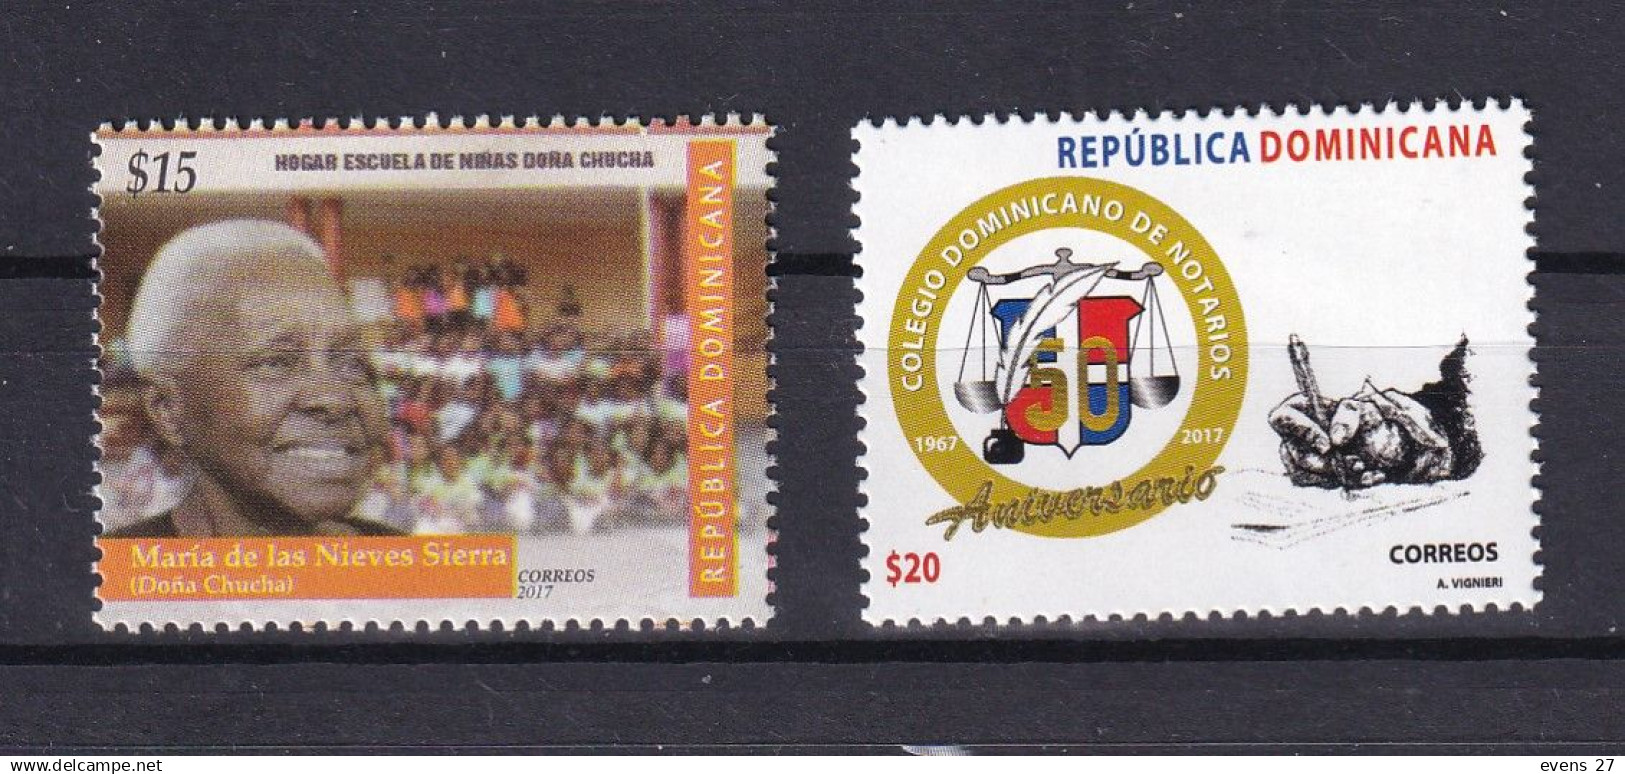 $15
HOGAR ESCUELA DE NIÑAS DOÑA CHUCHA
REPÚBLICA DOMINICANA
María de las Nieves Sierra
(Doña Chucha)
CORREOS
2017
REPÚBLICA DOMINICANA
COLEGIO DOMINICANO DE NOTARIOS
50
1967
2017
Aniversario
$20
CORREOS
A. VIGNIERI
delcampe.net
evens 27